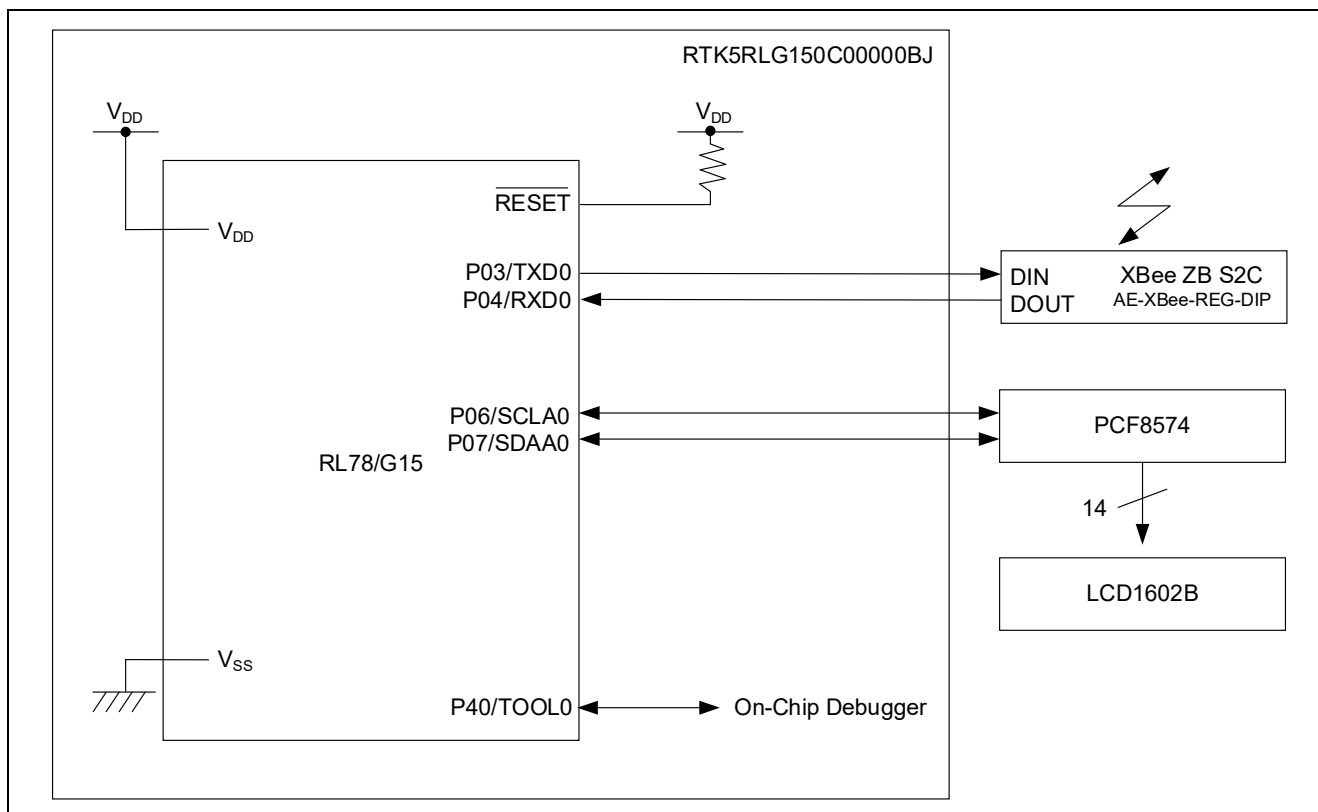 RTK5RLG150C00000BJ
VDD
VDD
RESET
VDD
P03/TXD0
P04/RXD0
DIN
DOUT
XBee ZB S2C
AE-XBee-REG-DIP
P06/SCLA0
P07/SDAA0
PCF8574
RL78/G15
14
LCD1602B
VSS
P40/TOOL0
On-Chip Debugger